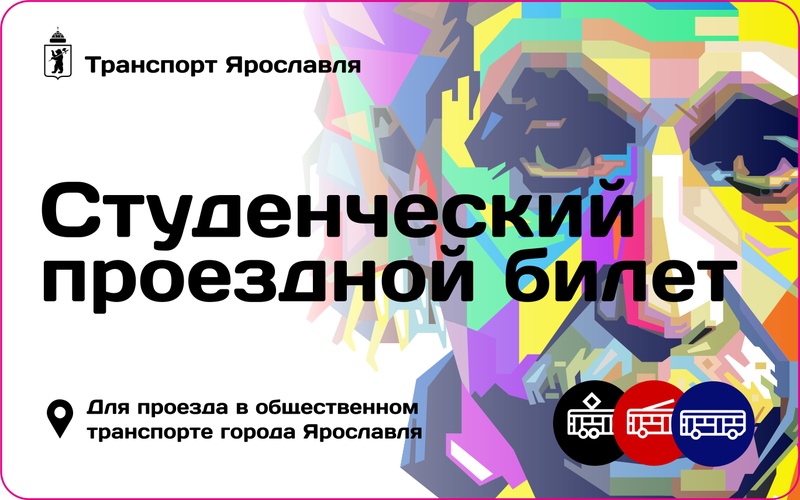 Транспорт Ярославля
Студенческий
проездной билет
Для проезда в общественном
транспорте города Ярославля